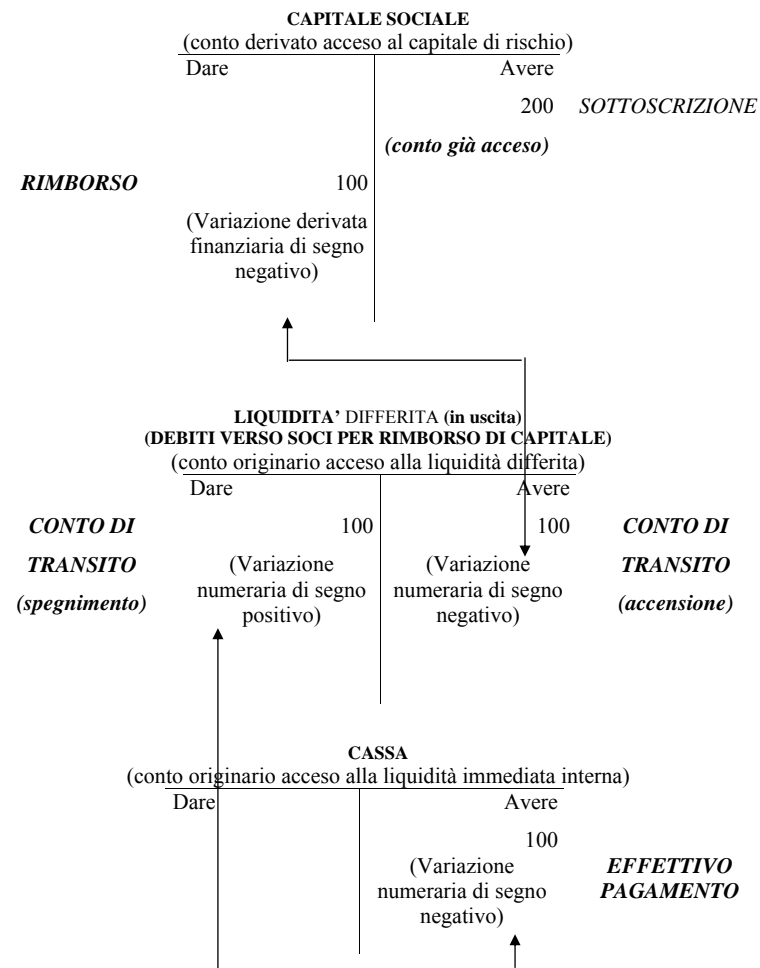 CAPITALE SOCIALE
(conto derivato acceso al capitale di rischio)
Dare Avere
200 SOTTOSCRIZIONE
(conto già acceso)
RIMBORSO 100
(Variazione derivata
finanziaria di segno
negativo)
LIQUIDITA’ DIFFERITA (in uscita)
(DEBITI VERSO SOCI PER RIMBORSO DI CAPITALE)
(conto originario acceso alla liquidità differita)
Dare Avere
CONTO DI 100 100 CONTO DI
TRANSITO (Variazione (Variazione TRANSITO
(spegnimento) numeraria di segno numeraria di segno (accensione)
positivo) negativo)
CASSA
(conto originario acceso alla liquidità immediata interna)
Dare Avere
100
(Variazione EFFETTIVO
numeraria di segno PAGAMENTO
negativo)